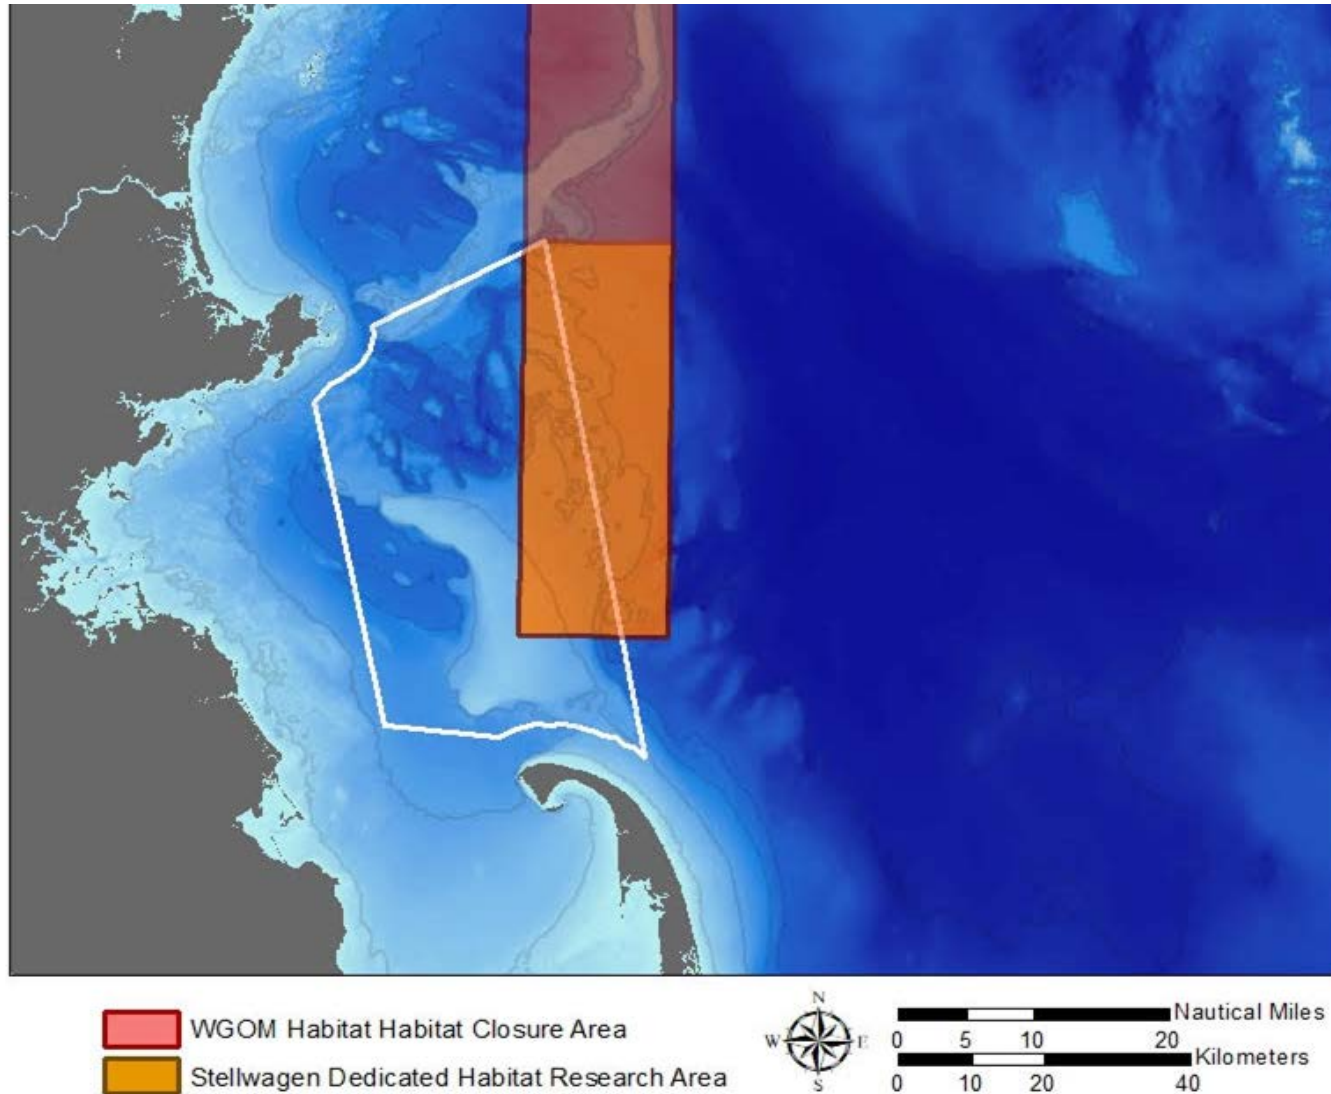 WGOM Habitat Habitat Closure Area
Stellwagen Dedicated Habitat Research Area
N
W E
S
Nautical Miles
0 5 10 20
Kilometers
0 10 20 40